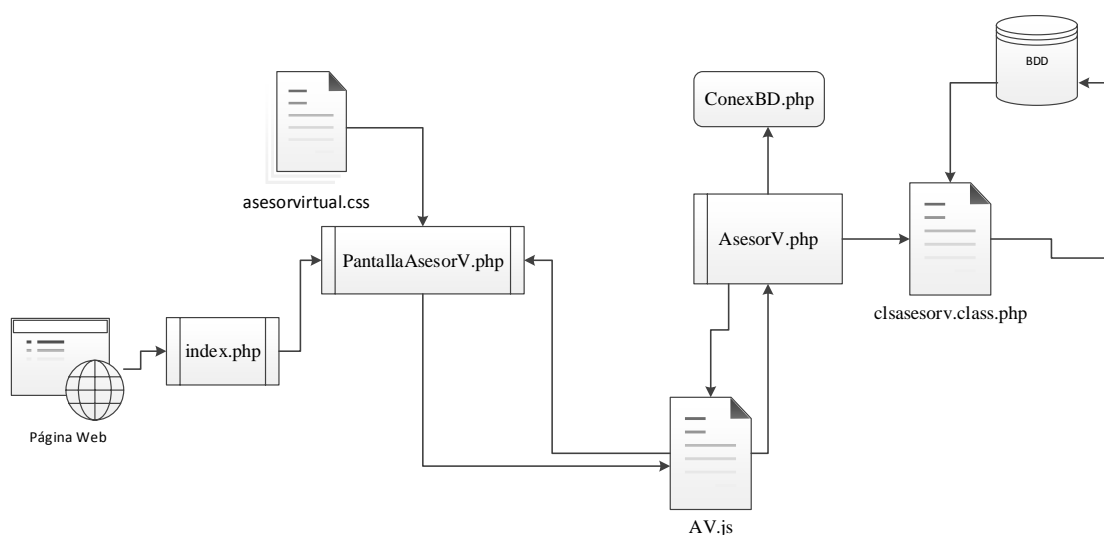 BDD
ConexBD.php
asesorvirtual.css
AsesorV.php
PantallaAsesorV.php
clsasesorv.class.php
index.php
Página Web
AV.js